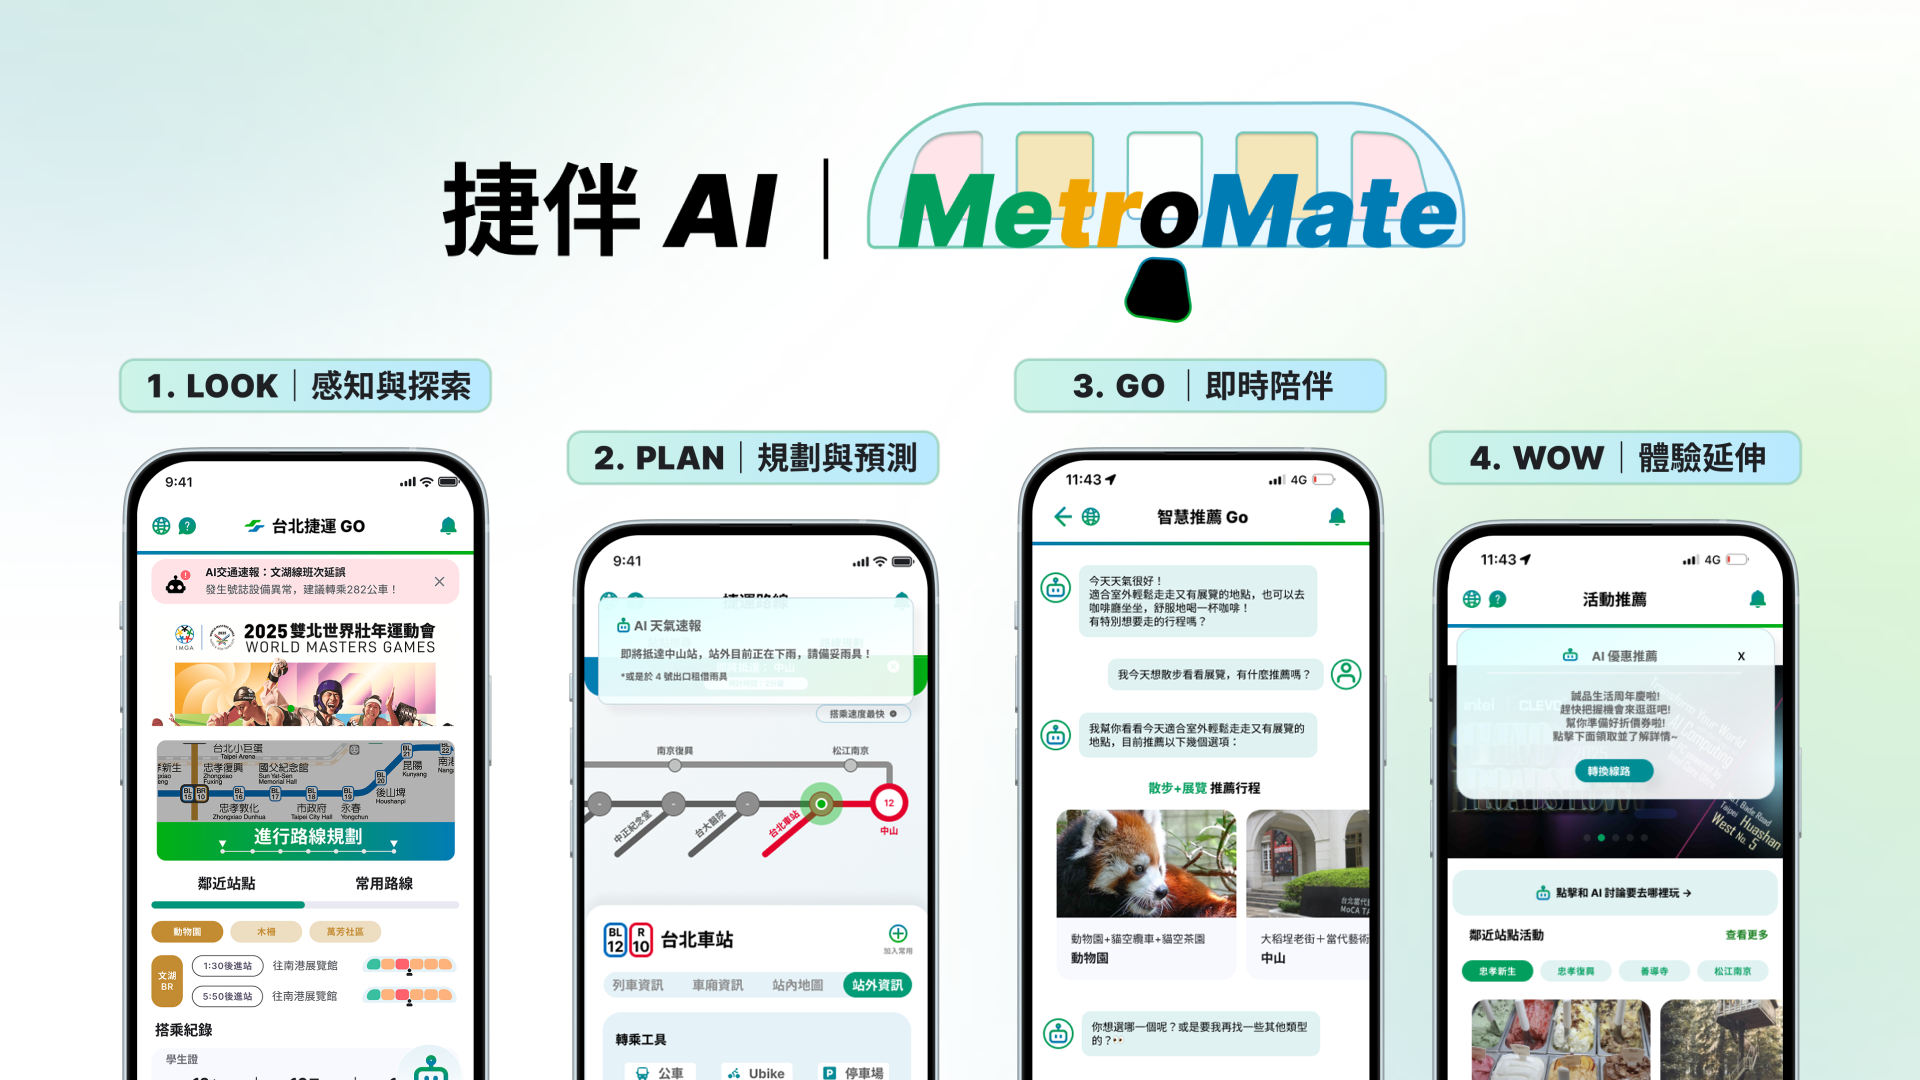 捷伴 AI
MetroMate
1. LOOK｜感知與探索
9:41
台北捷運 GO
AI交通速報：文湖線班次延誤
發生號誌設備異常，建議轉乘282公車！
IMGA
2025雙北世界壯年運動會
WORLD MASTERS GAMES
台北小巨蛋
Taipei Arena
忠孝復興
Zhongxiao
Fuxing
國父紀念館
Sun Yat-Sen
Memorial Hall
BL 21
昆陽
Kunyang
BL 15
BR 10
BL 16
BL 17
BL 18
BL 19
BL 20
後山埤
Houshanpi
忠孝敦化
Zhongxiao Dunhua
市政府
Taipei City Hall
永春
Yongchun
進行路線規劃
鄰近站點
常用路線
動物園
木柵
萬芳社區
文湖
BR
1:30後進站
往南港展覽館
5:50後進站
往南港展覽館
搭乘紀錄
學生證
2. PLAN｜規劃與預測
9:41
捷運路線
AI 天氣速報
即將抵達中山站，站外目前正在下雨，請備妥雨具！
*或是於 4 號出口租借雨具
搭乘速度最快
南京復興
松江南京
12
中正紀念堂
台大醫院
台北車站
中山
BL 12
R 10
台北車站
加入常用
列車資訊
車廂資訊
站內地圖
站外資訊
轉乘工具
公車
Ubike
停車場
3. GO｜即時陪伴
11:43
4G
智慧推薦 Go
今天天氣很好！
適合室外輕鬆走走又有展覽的地點，也可以去
咖啡廳坐坐，舒服地喝一杯咖啡！
有特別想要走的行程嗎？
我今天想散步看看展覽，有什麼推薦嗎？
我幫你看看今天適合室外輕鬆走走又有展覽的
地點，目前推薦以下幾個選項：
散步+展覽 推薦行程
動物園+貓空纜車+貓空茶園
動物園
大稻埕老街＋當代藝術
中山
你想選哪一個呢？或是要我再找一些其他類型
的？👀
4. WOW｜體驗延伸
11:43
4G
活動推薦
AI 優惠推薦
X
誠品生活周年慶啦!
趕快把握機會來逛逛吧!
幫你準備好折價券啦!
點擊下面領取並了解詳情~
轉換線路
點擊和 AI 討論要去哪裡玩 →
鄰近站點活動
查看更多
忠孝新生
忠孝復興
善導寺
松江南京